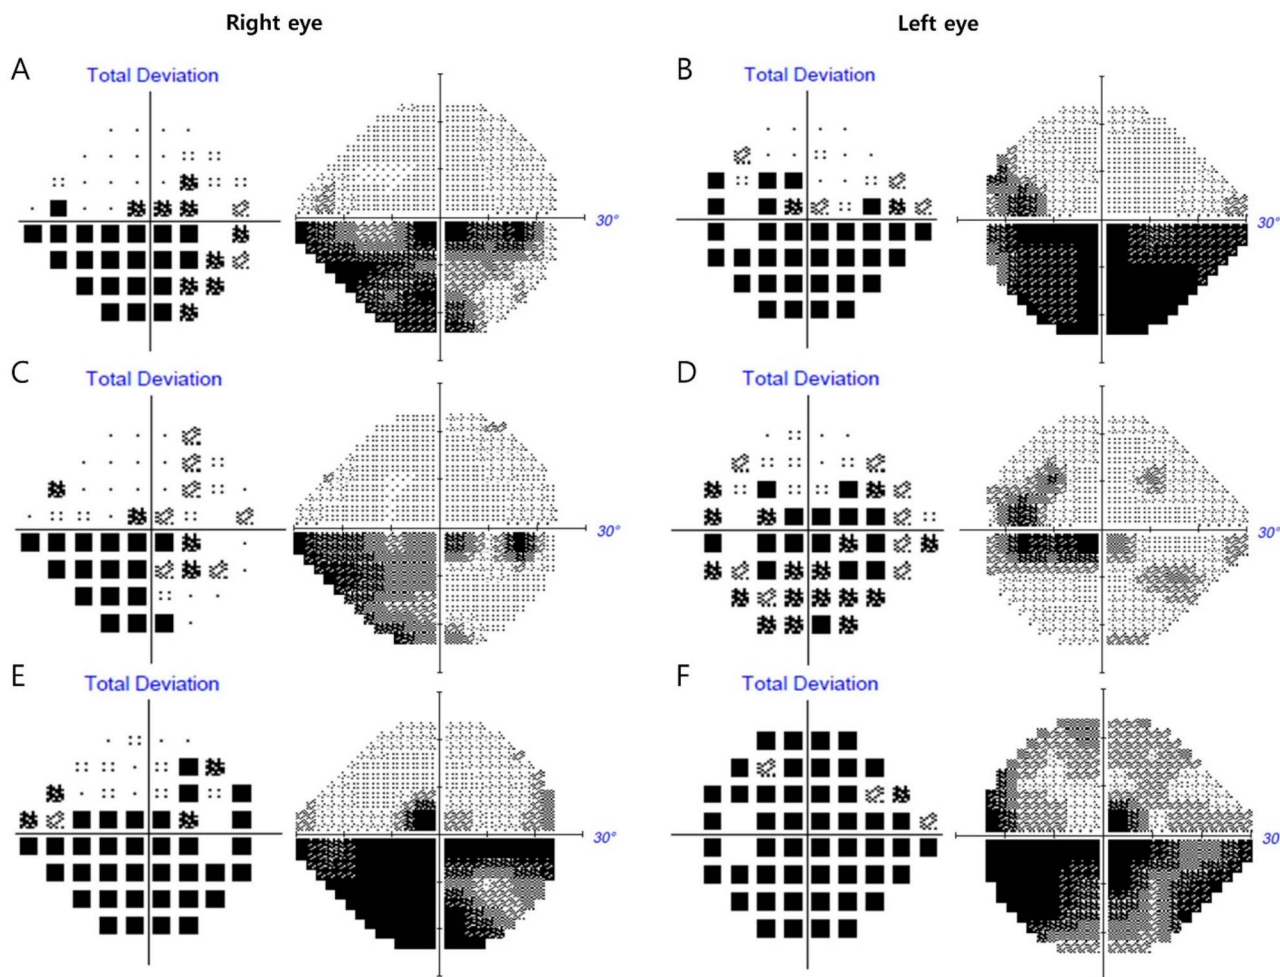 Right eye
Left eye
A
Total Deviation
30°
B
Total Deviation
30°
C
Total Deviation
30°
D
Total Deviation
30°
E
Total Deviation
30°
F
Total Deviation
30